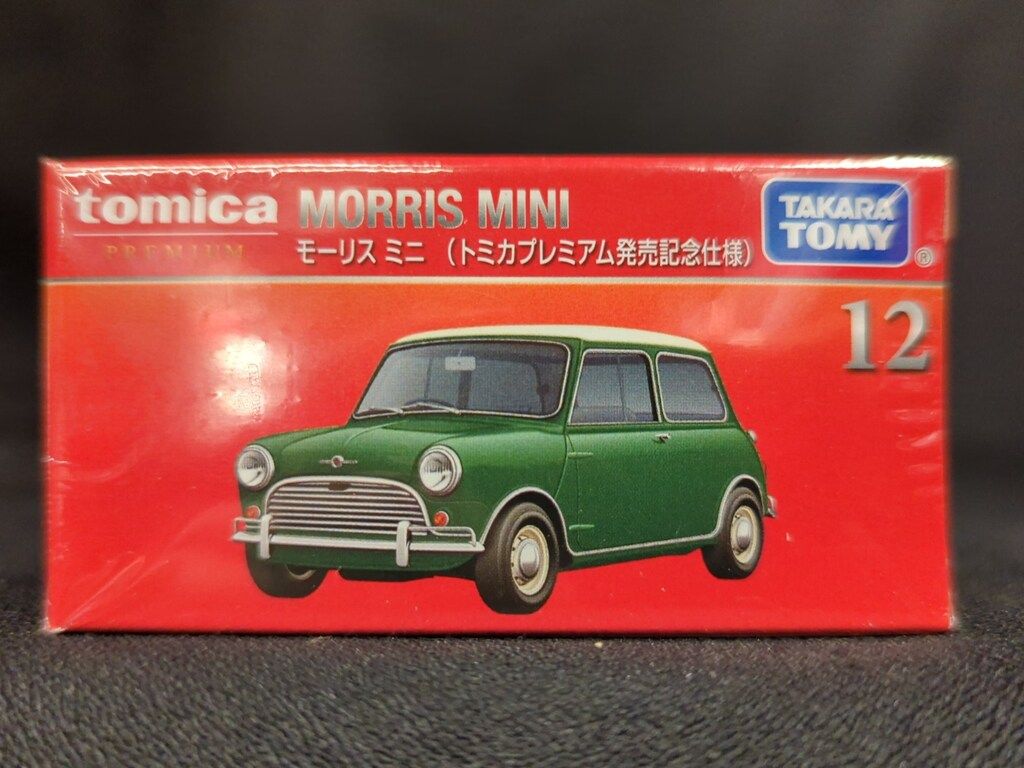 tomica
PREMIUM
MORRIS MINI
モーリス ミニ （トミカプレミアム発売記念仕様）
TAKARA
TOMY
®
12